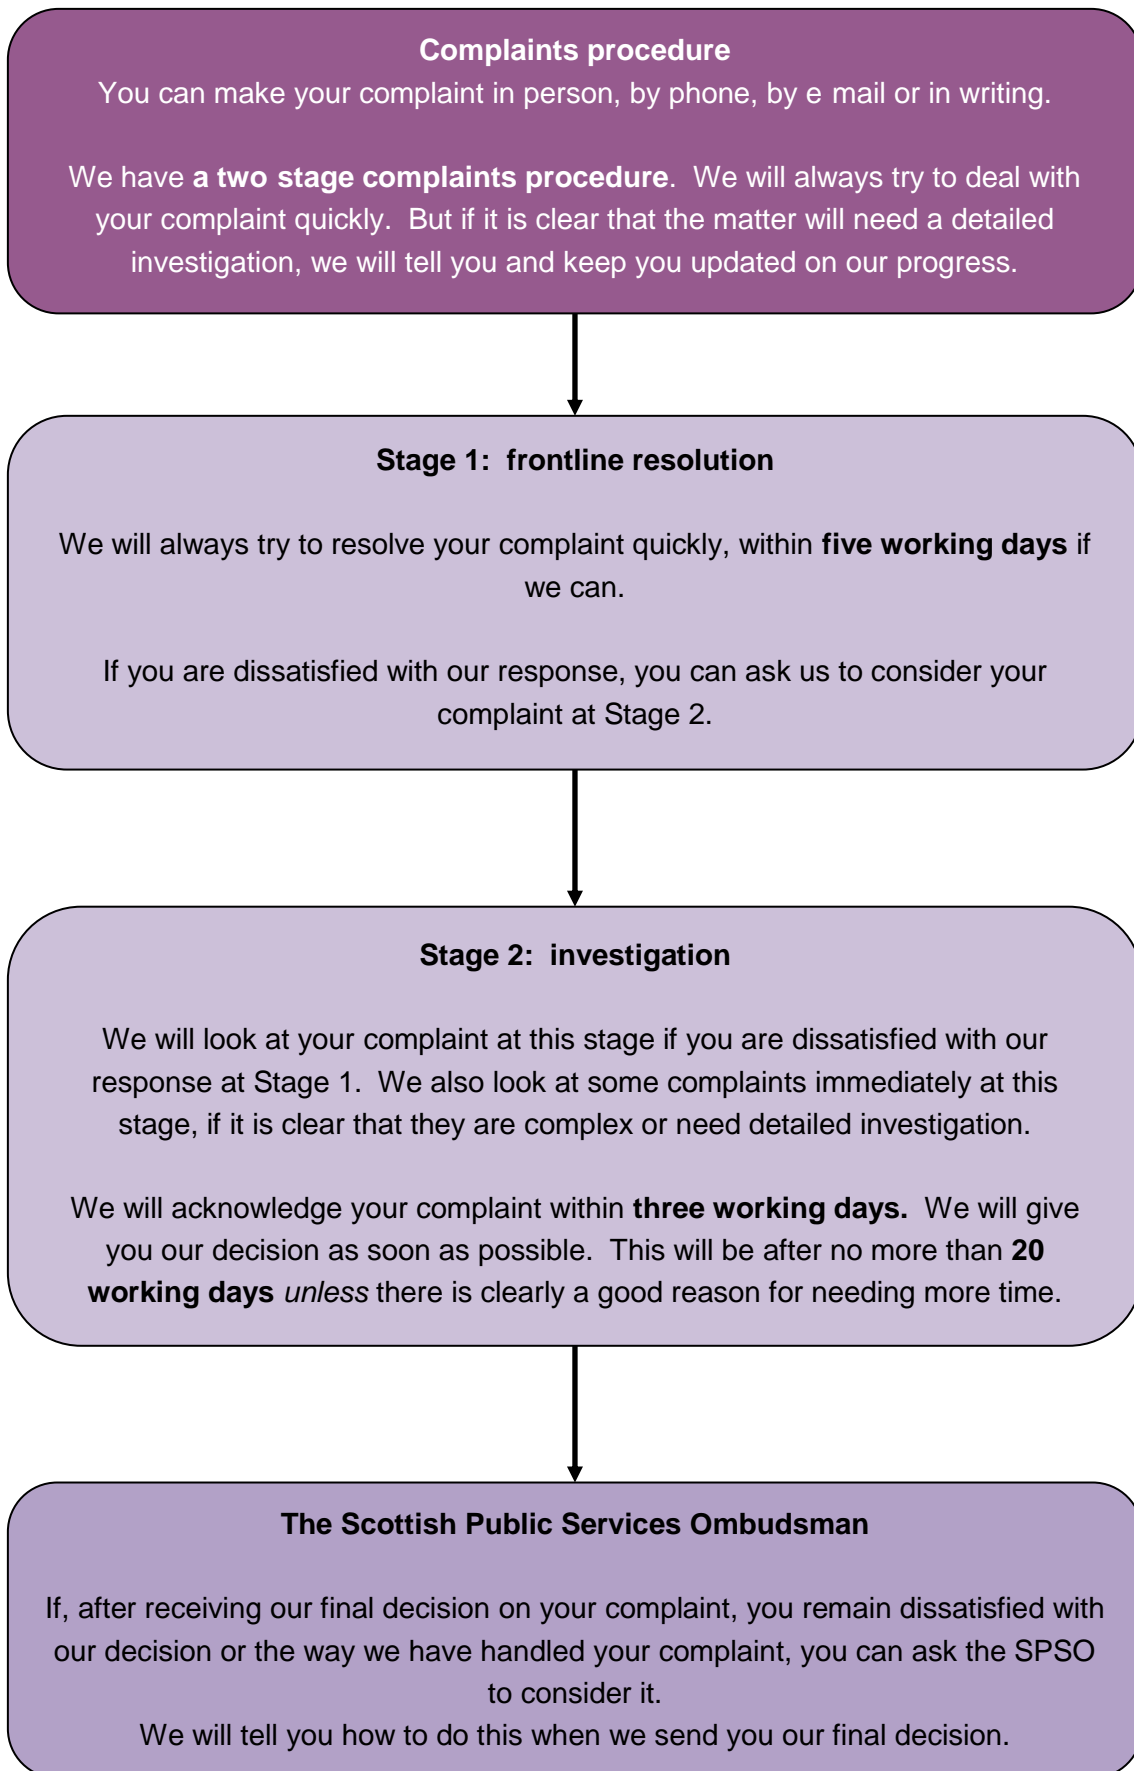 Complaints procedure
You can make your complaint in person, by phone, by e mail or in writing.
We have a two stage complaints procedure.  We will always try to deal with
your complaint quickly.  But if it is clear that the matter will need a detailed
investigation, we will tell you and keep you updated on our progress.
Stage 1:  frontline resolution
We will always try to resolve your complaint quickly, within five working days if
we can.
If you are dissatisfied with our response, you can ask us to consider your
complaint at Stage 2.
Stage 2:  investigation
We will look at your complaint at this stage if you are dissatisfied with our
response at Stage 1.  We also look at some complaints immediately at this
stage, if it is clear that they are complex or need detailed investigation.
We will acknowledge your complaint within three working days.  We will give
you our decision as soon as possible.  This will be after no more than 20
working days unless there is clearly a good reason for needing more time.
The Scottish Public Services Ombudsman
If, after receiving our final decision on your complaint, you remain dissatisfied with
our decision or the way we have handled your complaint, you can ask the SPSO
to consider it.
We will tell you how to do this when we send you our final decision.